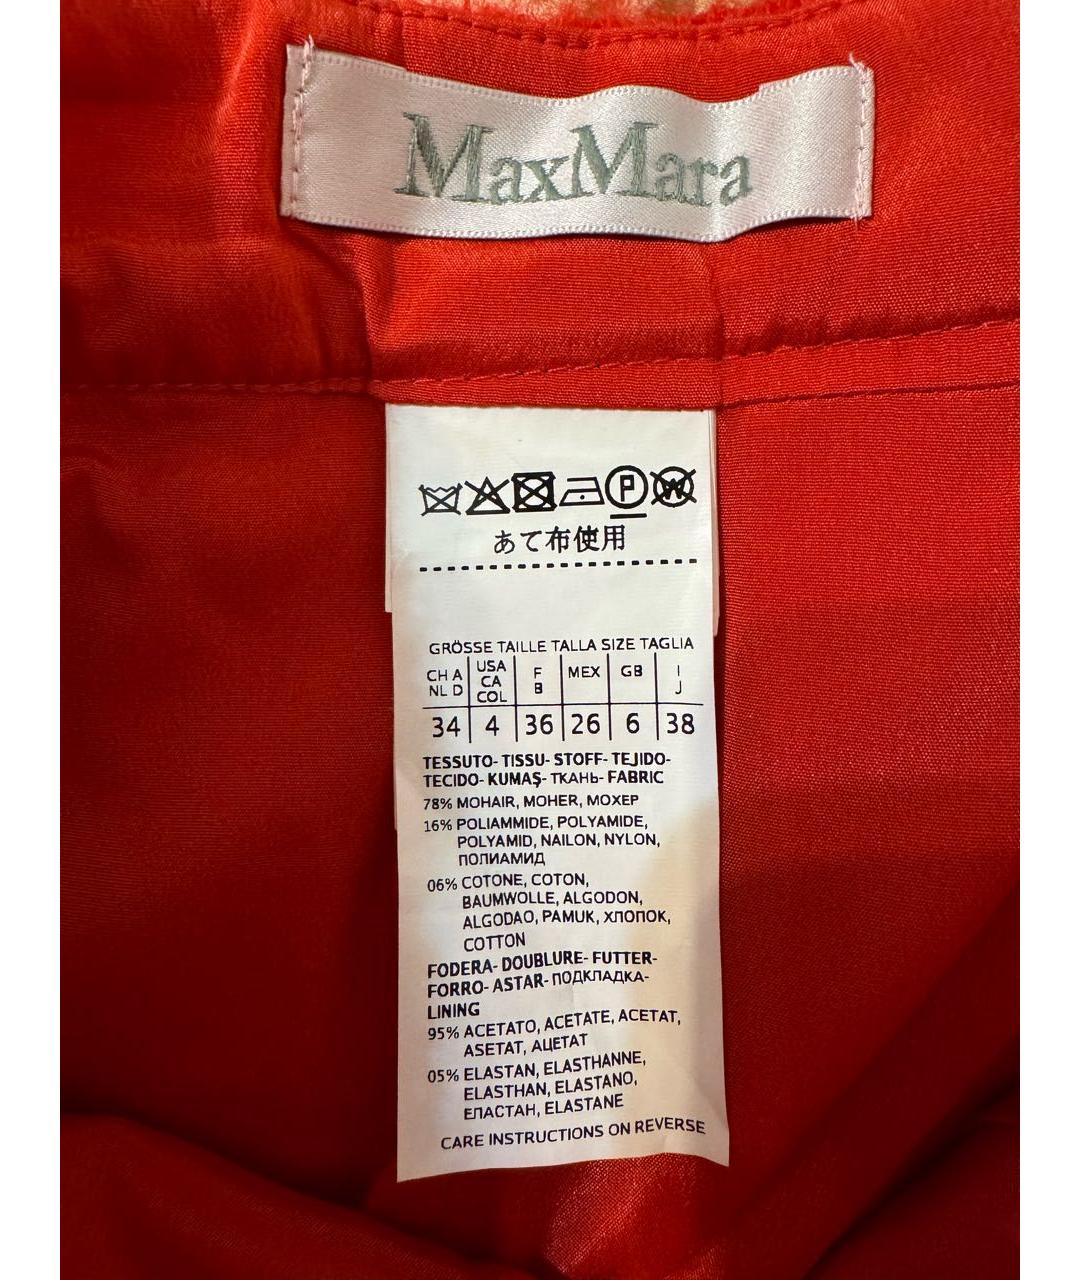 MaxMara
P W
あて布使用
GRÖSSE TAILLE TALLA SIZE TAGLIA
CH A NL D USA CA COL F B MEX GB I J
34 4 36 26 6 38
TESSUTO- TISSU- STOFF- TEJIDO-
TECIDO- KUMAŞ- ТКАНЬ- FABRIC
78% MOHAIR, MOHER, МОХЕР
16% POLIAMMIDE, POLYAMIDE,
POLYAMID, NAILON, NYLON,
ПОЛИАМИД
06% COTONE, COTON,
BAUMWOLLE, ALGODON,
ALGODAO, PAMUK, ХЛОПОК,
COTTON
FODERA- DOUBLURE- FUTTER-
FORRO- ASTAR- ПОДКЛАДКА-
LINING
95% ACETATO, ACETATE, ACETAT,
ASETAT, АЦЕТАТ
05% ELASTAN, ELASTHANNE,
ELASTHAN, ELASTANO,
ЕЛАСТАН, ELASTANE
CARE INSTRUCTIONS ON REVERSE